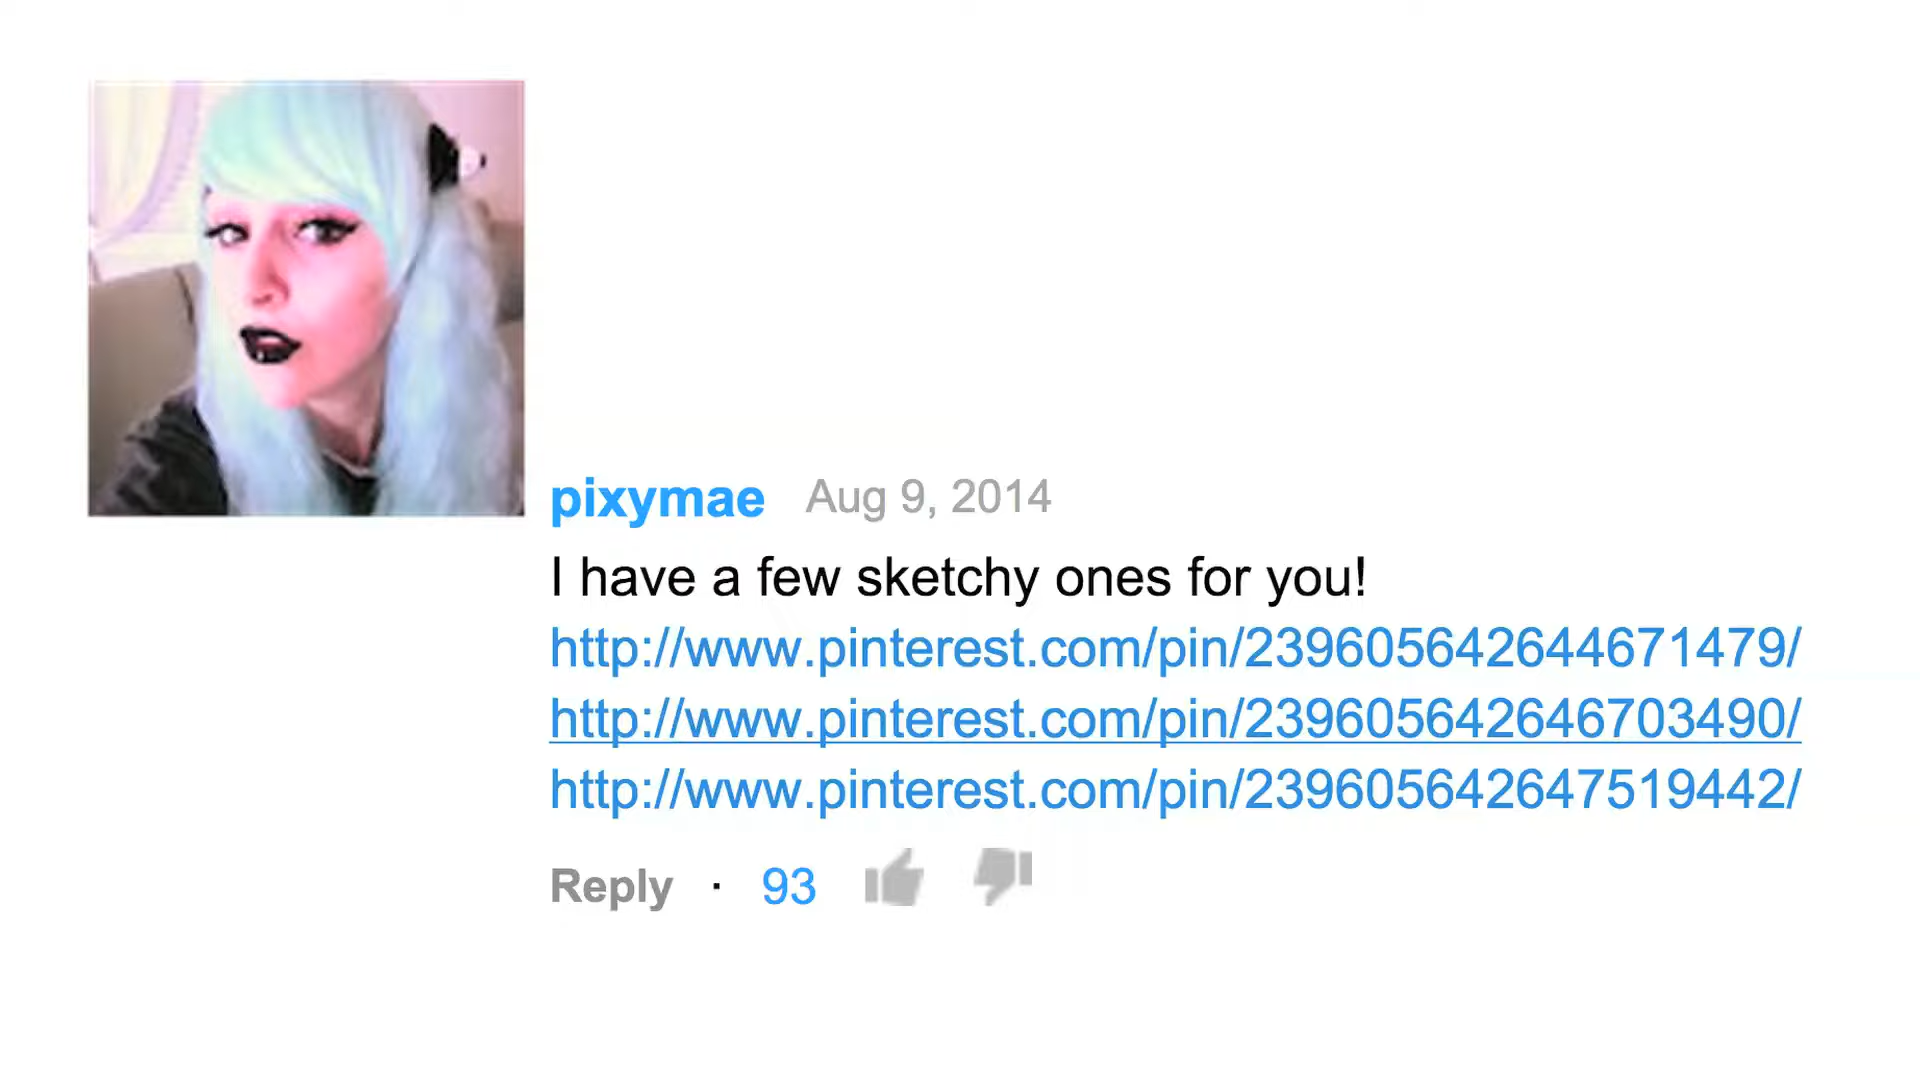 pixymae Aug 9, 2014
I have a few sketchy ones for you!
http://www.pinterest.com/pin/239605642644671479/
http://www.pinterest.com/pin/239605642646703490/
http://www.pinterest.com/pin/239605642647519442/
Reply · 93